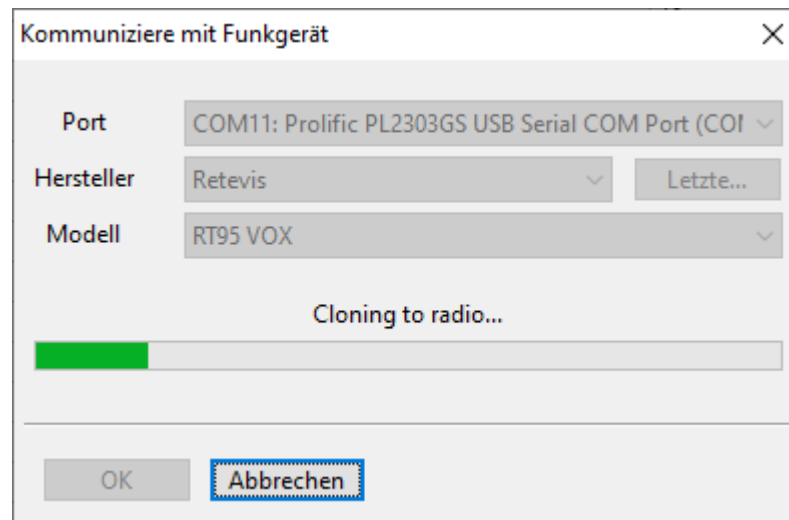 Kommuniziere mit Funkgerät
Port COM11: Prolific PL2303GS USB Serial COM Port (COM
Hersteller Retevis Letzte...
Modell RT95 VOX
Cloning to radio...
OK Abbrechen